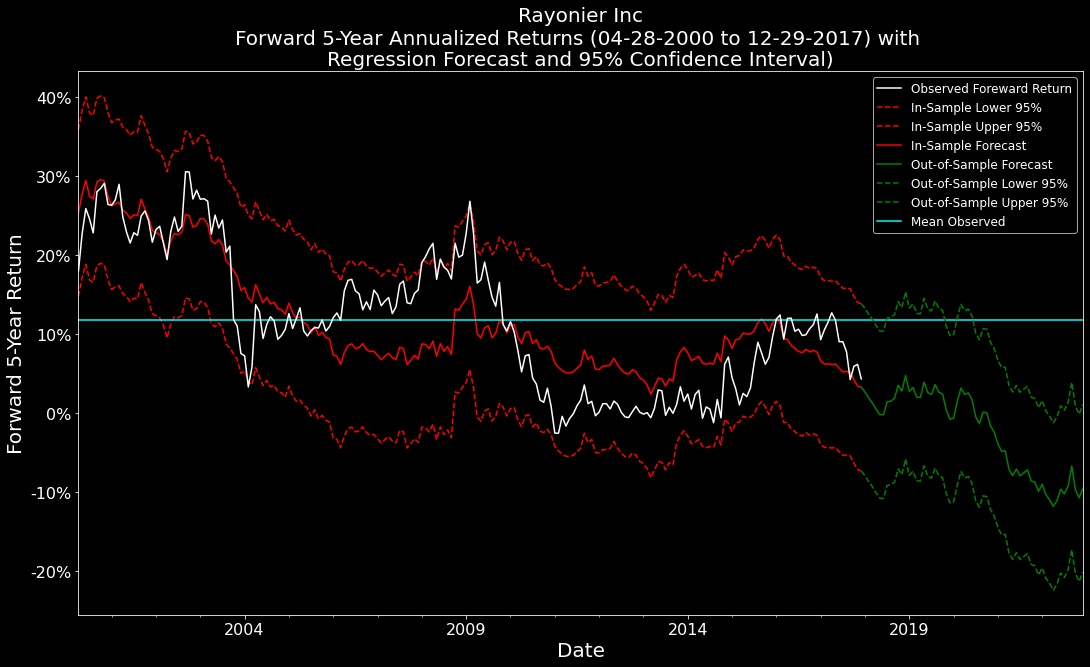 Rayonier Inc
Forward 5-Year Annualized Returns (04-28-2000 to 12-29-2017) with
Regression Forecast and 95% Confidence Interval)
Observed Foreward Return
In-Sample Lower 95%
In-Sample Upper 95%
In-Sample Forecast
Out-of-Sample Forecast
Out-of-Sample Lower 95%
Out-of-Sample Upper 95%
Mean Observed
Forward 5-Year Return
40%
30%
20%
10%
0%
-10%
-20%
2004
2009
2014
2019
Date